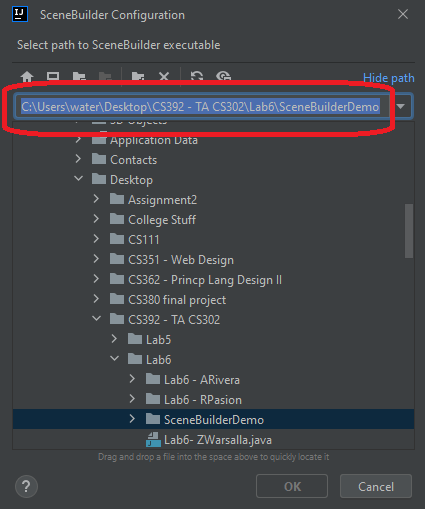 IJ SceneBuilder Configuration
Select path to SceneBuilder executable
Hide path
C:\Users\water\Desktop\CS392 - TA CS302\Lab6\SceneBuilderDemo
3D Objects
Application Data
Contacts
Desktop
Assignment2
College Stuff
CS111
CS351 - Web Design
CS362 - Princp Lang Design II
CS380 final project
CS392 - TA CS302
Lab5
Lab6
Lab6 - ARivera
Lab6 - RPasion
SceneBuilderDemo
Lab6- ZWarsalla.java
Drag and drop a file into the space above to quickly locate it
? OK Cancel